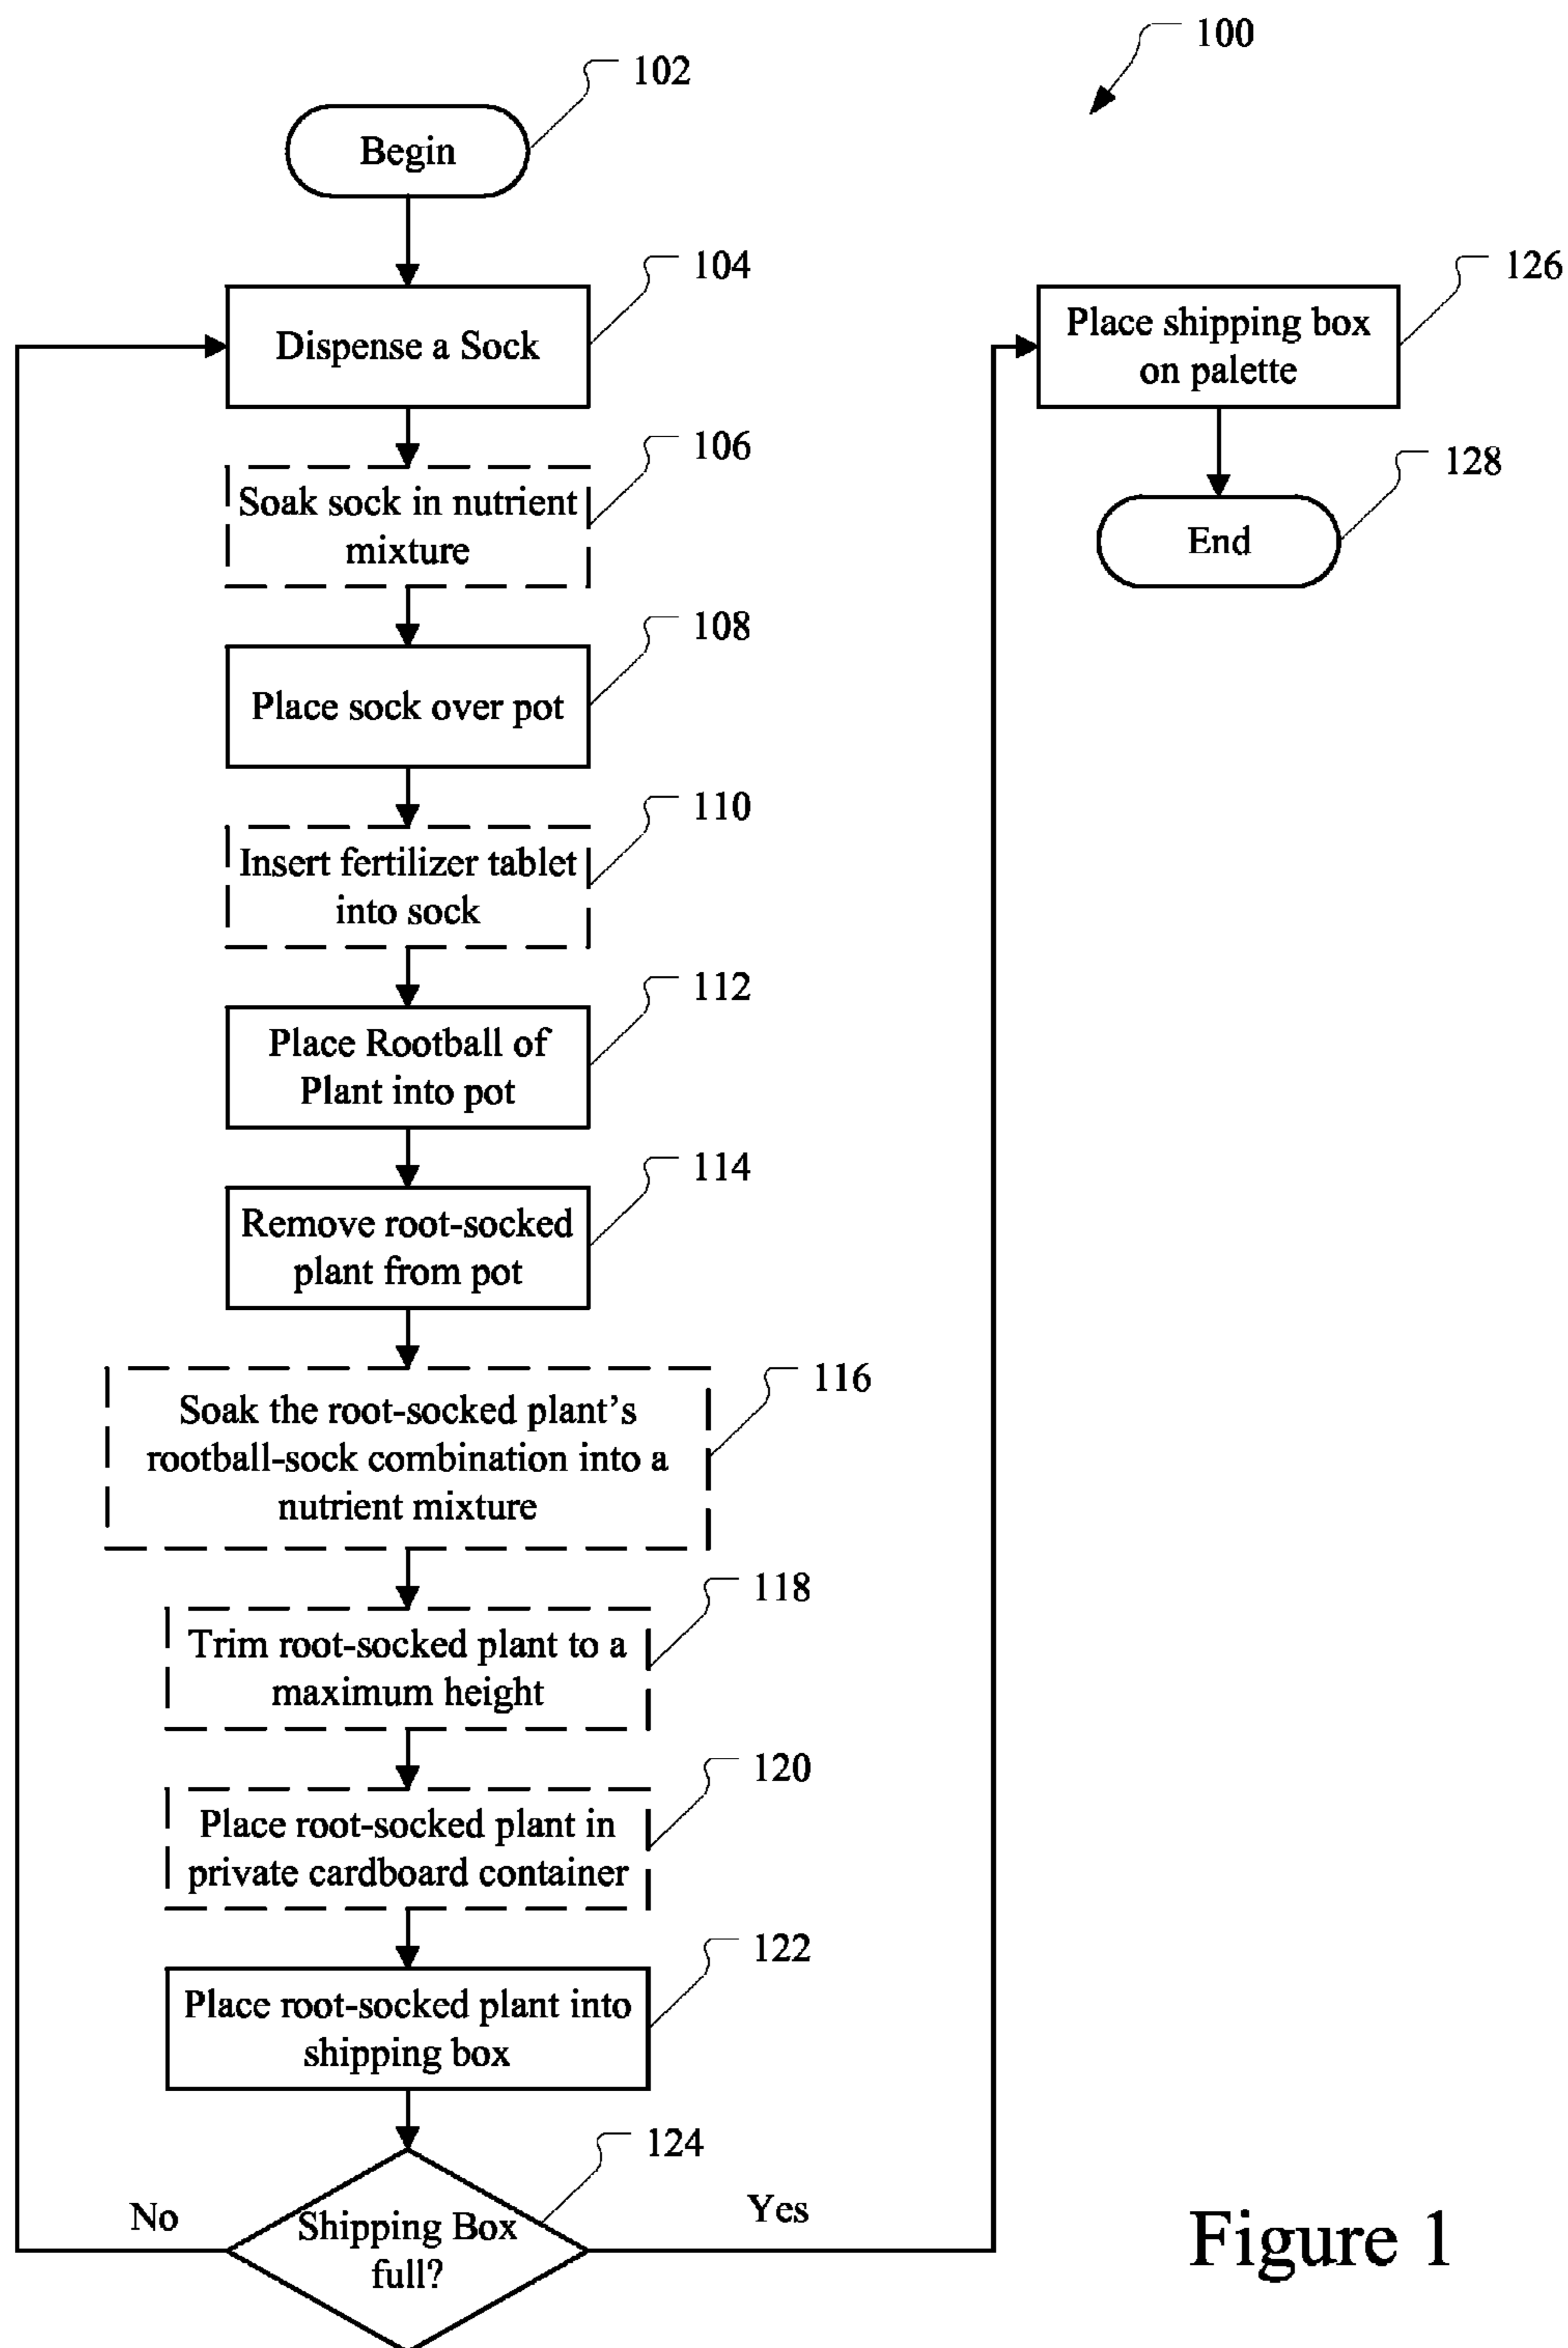 100
102
Begin
104
Dispense a Sock
106
Soak sock in nutrient
mixture
108
Place sock over pot
110
Insert fertilizer tablet
into sock
112
Place Rootball of
Plant into pot
114
Remove root-socked
plant from pot
116
Soak the root-socked plant’s
rootball-sock combination into a
nutrient mixture
118
Trim root-socked plant to a
maximum height
120
Place root-socked plant in
private cardboard container
122
Place root-socked plant into
shipping box
124
Shipping Box
full?
No
Yes
126
Place shipping box
on palette
128
End
Figure 1